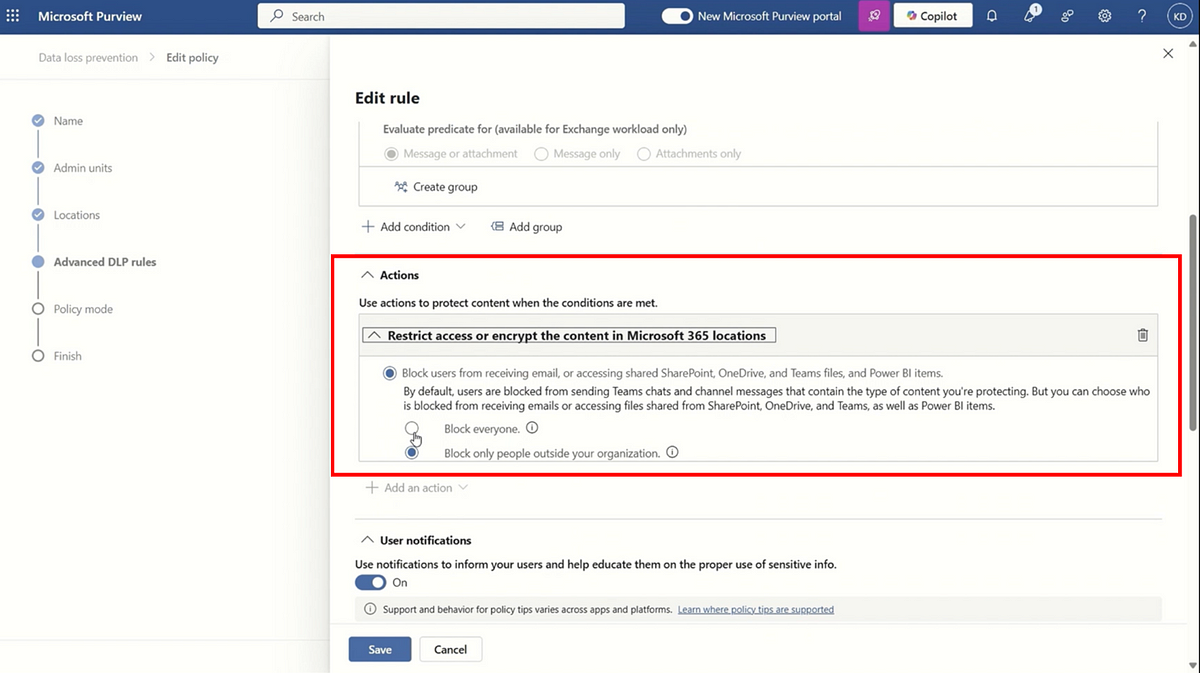 Microsoft Purview
Search
New Microsoft Purview portal
Copilot
1
?
KD
Data loss prevention > Edit policy
Name
Admin units
Locations
Advanced DLP rules
Policy mode
Finish
Edit rule
Evaluate predicate for (available for Exchange workload only)
Message or attachment
Message only
Attachments only
Create group
Add condition
Add group
Actions
Use actions to protect content when the conditions are met.
Restrict access or encrypt the content in Microsoft 365 locations
Block users from receiving email, or accessing shared SharePoint, OneDrive, and Teams files, and Power BI items.
By default, users are blocked from sending Teams chats and channel messages that contain the type of content you're protecting. But you can choose who
is blocked from receiving emails or accessing files shared from SharePoint, OneDrive, and Teams, as well as Power BI items.
Block everyone.
Block only people outside your organization.
Add an action
User notifications
Use notifications to inform your users and help educate them on the proper use of sensitive info.
On
Support and behavior for policy tips varies across apps and platforms. Learn where policy tips are supported
Save
Cancel